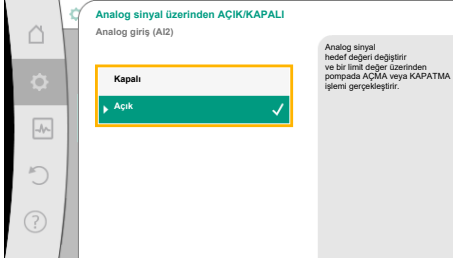 Analog sinyal üzerinden AÇIK/KAPALI
Analog giriş (AI2)
Kapalı
Açık
Analog sinyal
hedef değeri değiştirir
ve bir limit değer üzerinden
pompada AÇMA veya KAPATMA
işlemi gerçekleştirir.
?